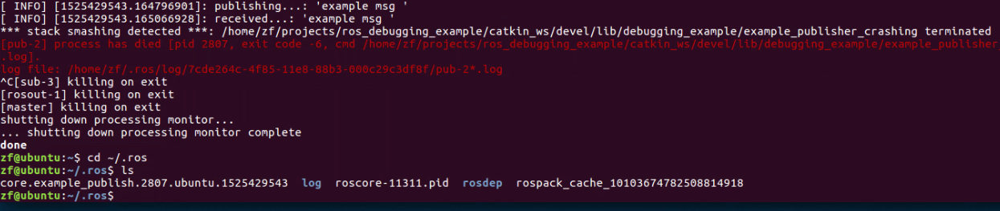 [ INFO] [1525429543.164796901]: publishing...: 'example msg '
[ INFO] [1525429543.165066928]: received...: 'example msg '
*** stack smashing detected ***: /home/zf/projects/ros_debugging_example/catkin_ws/devel/lib/debugging_example/example_publisher_crashing terminated
[pub-2] process has died [pid 2807, exit code -6, cmd /home/zf/projects/ros_debugging_example/catkin_ws/devel/lib/debugging_example/example_publisher
.log].
log file: /home/zf/.ros/log/7cde264c-4f85-11e8-88b3-000c29c3df8f/pub-2*.log
^C[sub-3] killing on exit
[rosout-1] killing on exit
[master] killing on exit
shutting down processing monitor...
... shutting down processing monitor complete
done
zf@ubuntu:~$ cd ~/.ros
zf@ubuntu:~/.ros$ ls
core.example_publish.2807.ubuntu.1525429543 log roscore-11311.pid rosdep rospack_cache_10103674782508814918
zf@ubuntu:~/.ros$